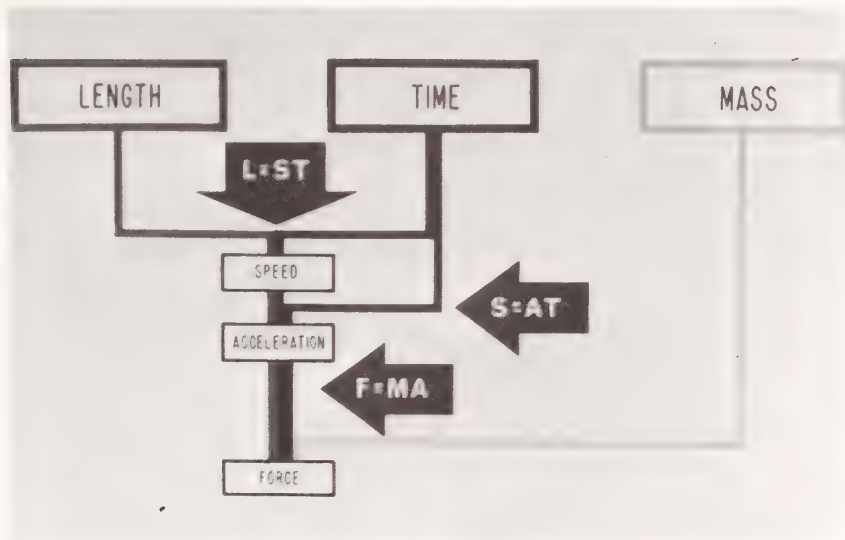 LENGTH
TIME
MASS
L=ST
SPEED
S=AT
ACCELERATION
F=MA
FORCE